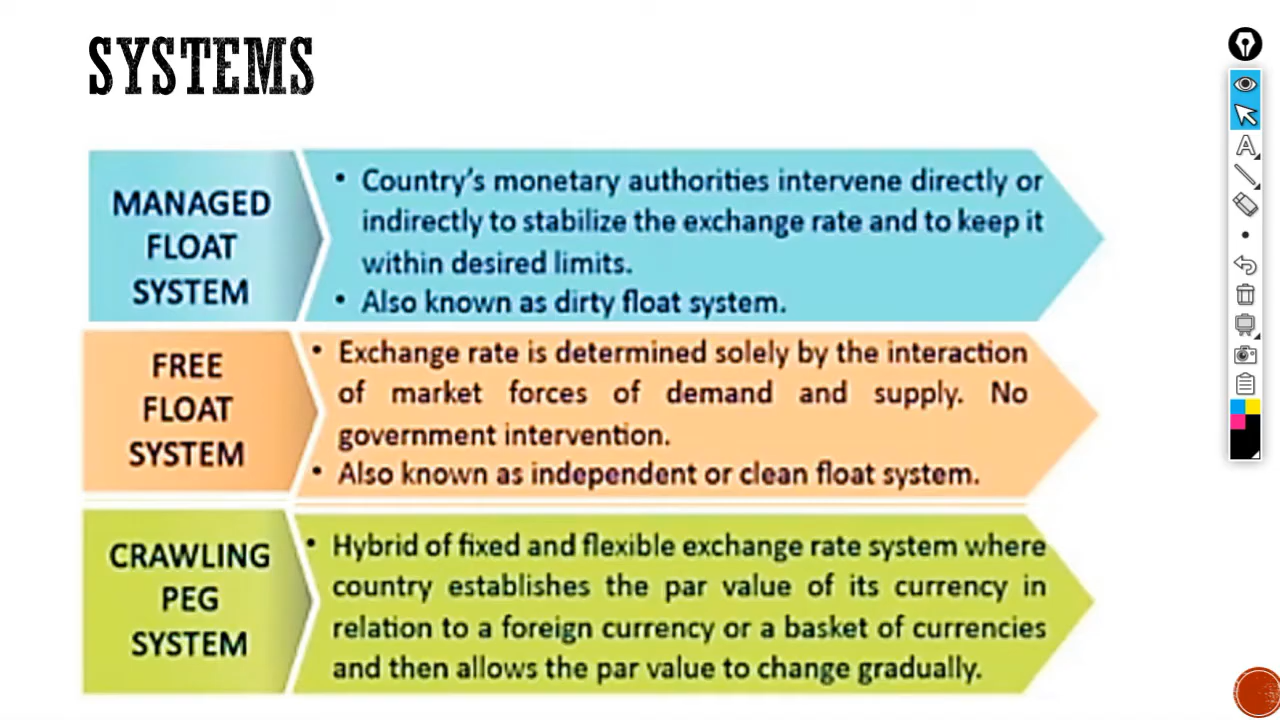 SYSTEMS
MANAGED
FLOAT
SYSTEM
• Country's monetary authorities intervene directly or
indirectly to stabilize the exchange rate and to keep it
within desired limits.
• Also known as dirty float system.
FREE
FLOAT
SYSTEM
• Exchange rate is determined solely by the interaction
of market forces of demand and supply. No
government intervention.
• Also known as independent or clean float system.
CRAWLING
PEG
SYSTEM
• Hybrid of fixed and flexible exchange rate system where
country establishes the par value of its currency in
relation to a foreign currency or a basket of currencies
and then allows the par value to change gradually.
A